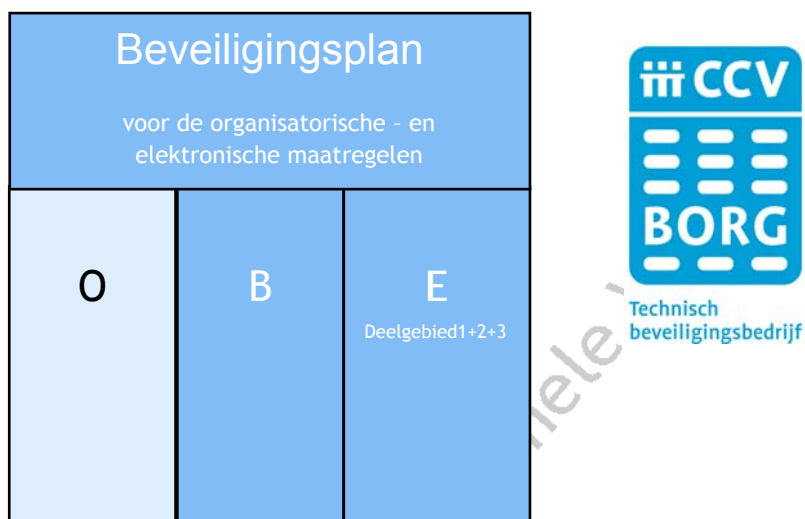 Beveiligingsplan
voor de organisatorische – en
elektronische maatregelen
O
B
E
Deelgebied1+2+3
CCV
BORG
Technisch
beveiligingsbedrijf